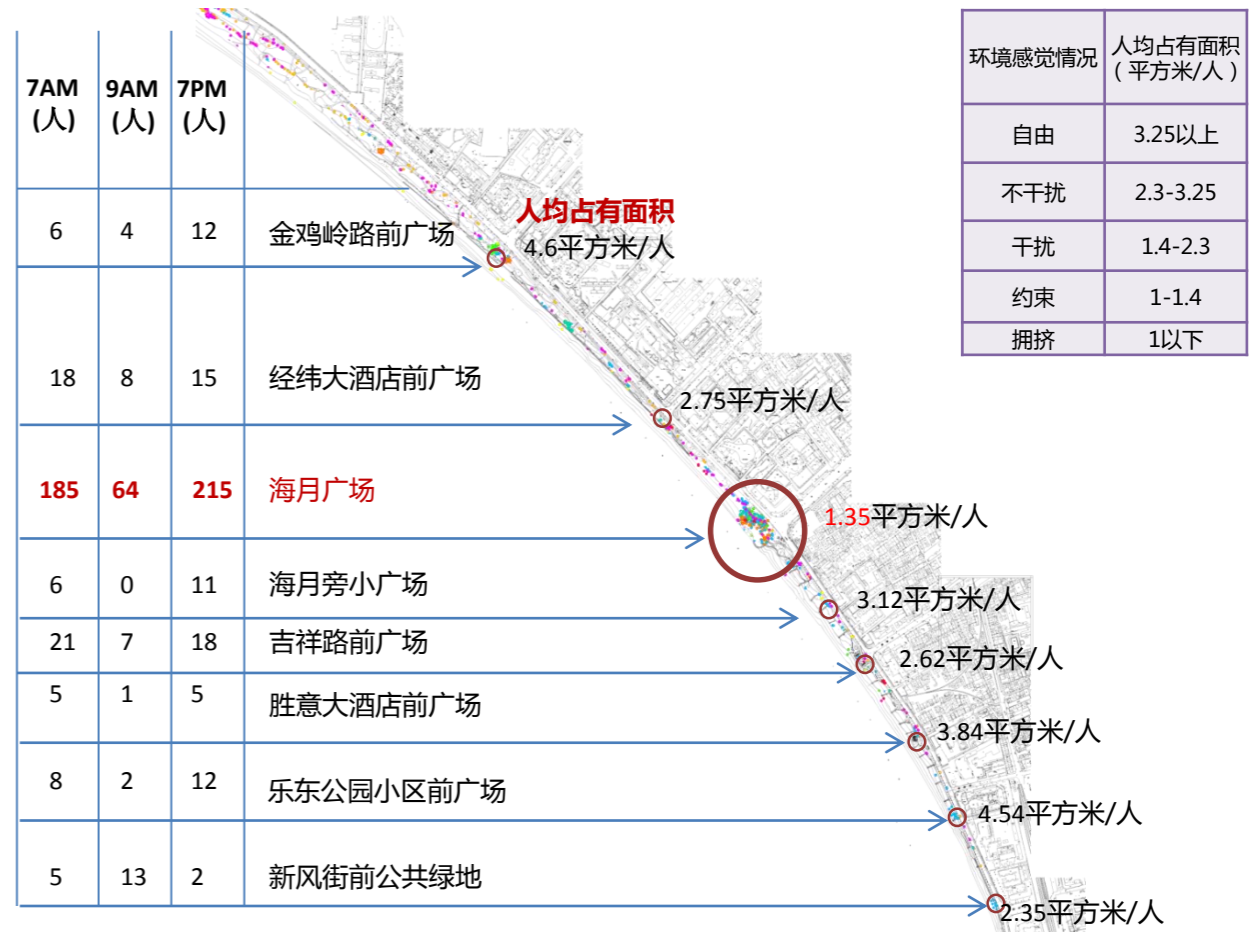 7AM 9AM 7PM
(人) (人) (人)
6 4 12 金鸡岭路前广场
人均占有面积
4.6平方米/人
18 8 15 经纬大酒店前广场
2.75平方米/人
185 64 215 海月广场
1.35平方米/人
6 0 11 海月旁小广场
3.12平方米/人
21 7 18 吉祥路前广场
2.62平方米/人
5 1 5 胜意大酒店前广场
3.84平方米/人
8 2 12 乐东公园小区前广场
4.54平方米/人
5 13 2 新风街前公共绿地
2.35平方米/人
环境感觉情况 人均占有面积
（平方米/人）
自由 3.25以上
不干扰 2.3-3.25
干扰 1.4-2.3
约束 1-1.4
拥挤 1以下